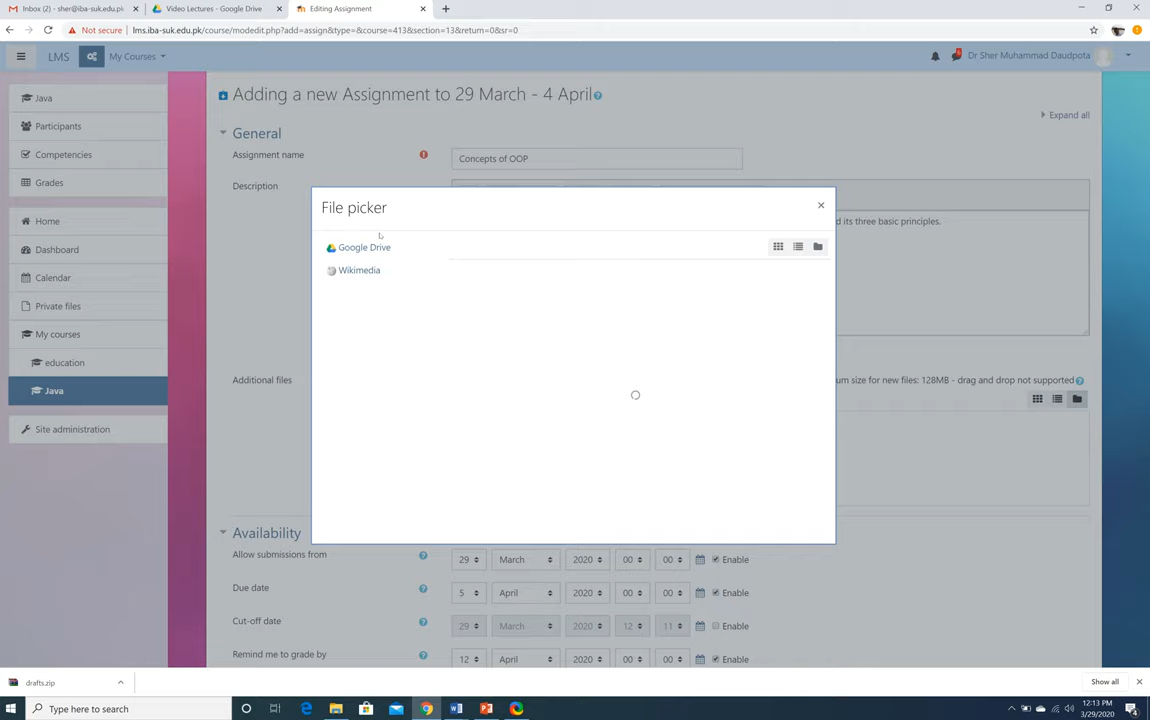 Inbox (2) - sher@iba-suk.edu.pk
Video Lectures - Google Drive
Editing Assignment
Not secure
lms.iba-suk.edu.pk/course/modedit.php?add=assign&type=&course=413&section=13&return=0&sr=0
LMS
My Courses
Dr Sher Muhammad Daudpota
Java
Participants
Competencies
Grades
Home
Dashboard
Calendar
Private files
My courses
education
Java
Site administration
Adding a new Assignment to 29 March - 4 April
Expand all
General
Assignment name
Concepts of OOP
Description
d its three basic principles.
File picker
Google Drive
Wikimedia
Additional files
um size for new files: 128MB - drag and drop not supported
Availability
Allow submissions from
29 March 2020 00 00 Enable
Due date
5 April 2020 00 00 Enable
Cut-off date
29 March 2020 12 11 Enable
Remind me to grade by
12 April 2020 00 00 Enable
drafts.zip
Show all
Type here to search
12:13 PM
3/29/2020